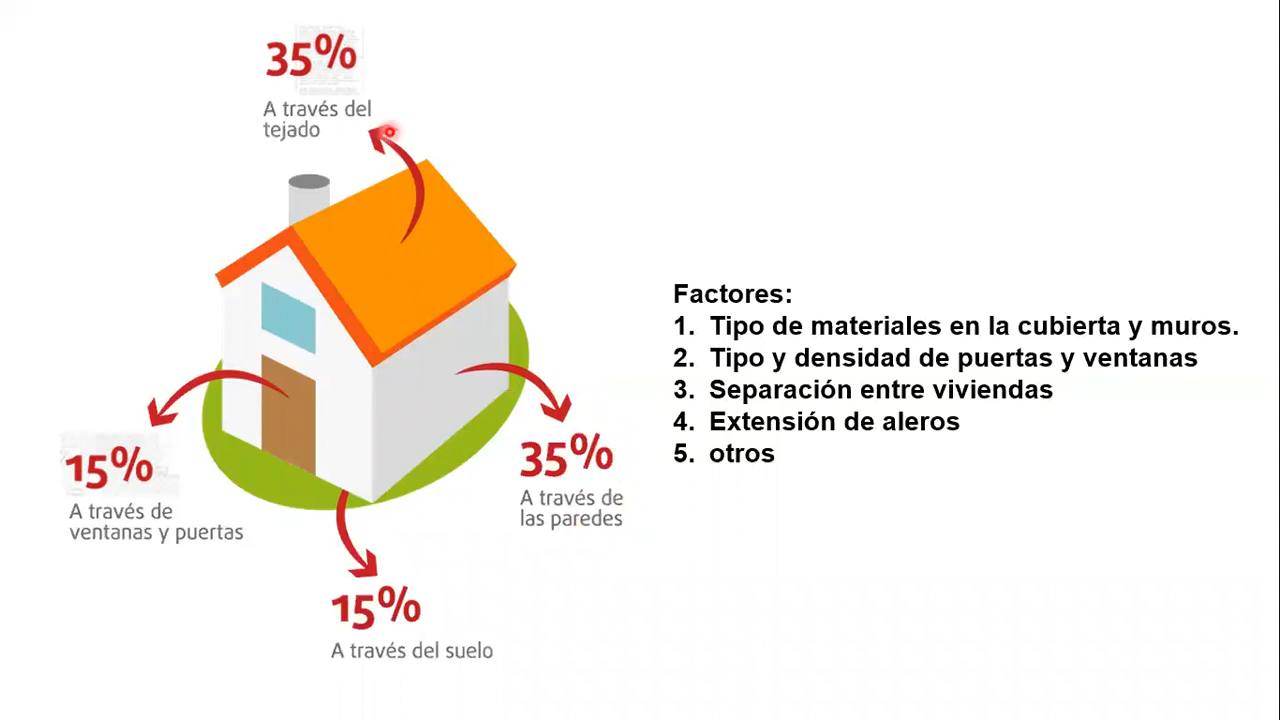 35%
A través del
tejado
15%
A través de
ventanas y puertas
35%
A través de
las paredes
15%
A través del suelo
Factores:
1. Tipo de materiales en la cubierta y muros.
2. Tipo y densidad de puertas y ventanas
3. Separación entre viviendas
4. Extensión de aleros
5. otros